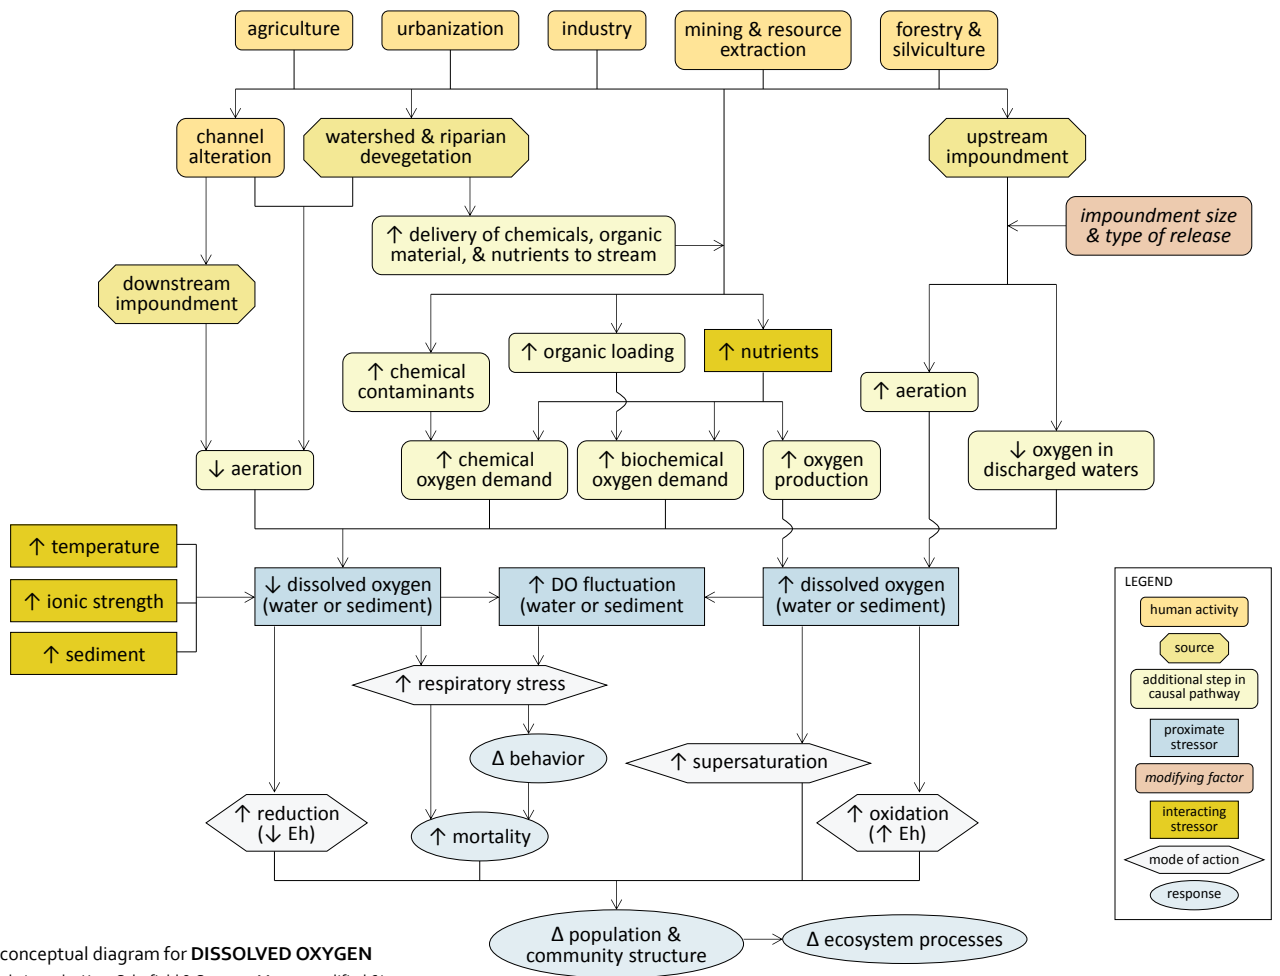 agriculture
urbanization
industry
mining & resource
extraction
forestry &
silviculture
channel
alteration
watershed & riparian
devegetation
upstream
impoundment
impoundment size
& type of release
↑ delivery of chemicals, organic
material, & nutrients to stream
downstream
impoundment
↑ chemical
contaminants
↑ organic loading
↑ nutrients
↑ aeration
↓ aeration
↑ chemical
oxygen demand
↑ biochemical
oxygen demand
↑ oxygen
production
↓ oxygen in
discharged waters
↑ temperature
↑ ionic strength
↑ sediment
↓ dissolved oxygen
(water or sediment)
↑ DO fluctuation
(water or sediment
↑ dissolved oxygen
(water or sediment)
↑ respiratory stress
Δ behavior
↑ supersaturation
↑ reduction
(↓ Eh)
↑ mortality
↑ oxidation
(↑ Eh)
Δ population &
community structure
Δ ecosystem processes
LEGEND
human activity
source
additional step in
causal pathway
proximate
stressor
modifying factor
interacting
stressor
mode of action
response
conceptual diagram for DISSOLVED OXYGEN